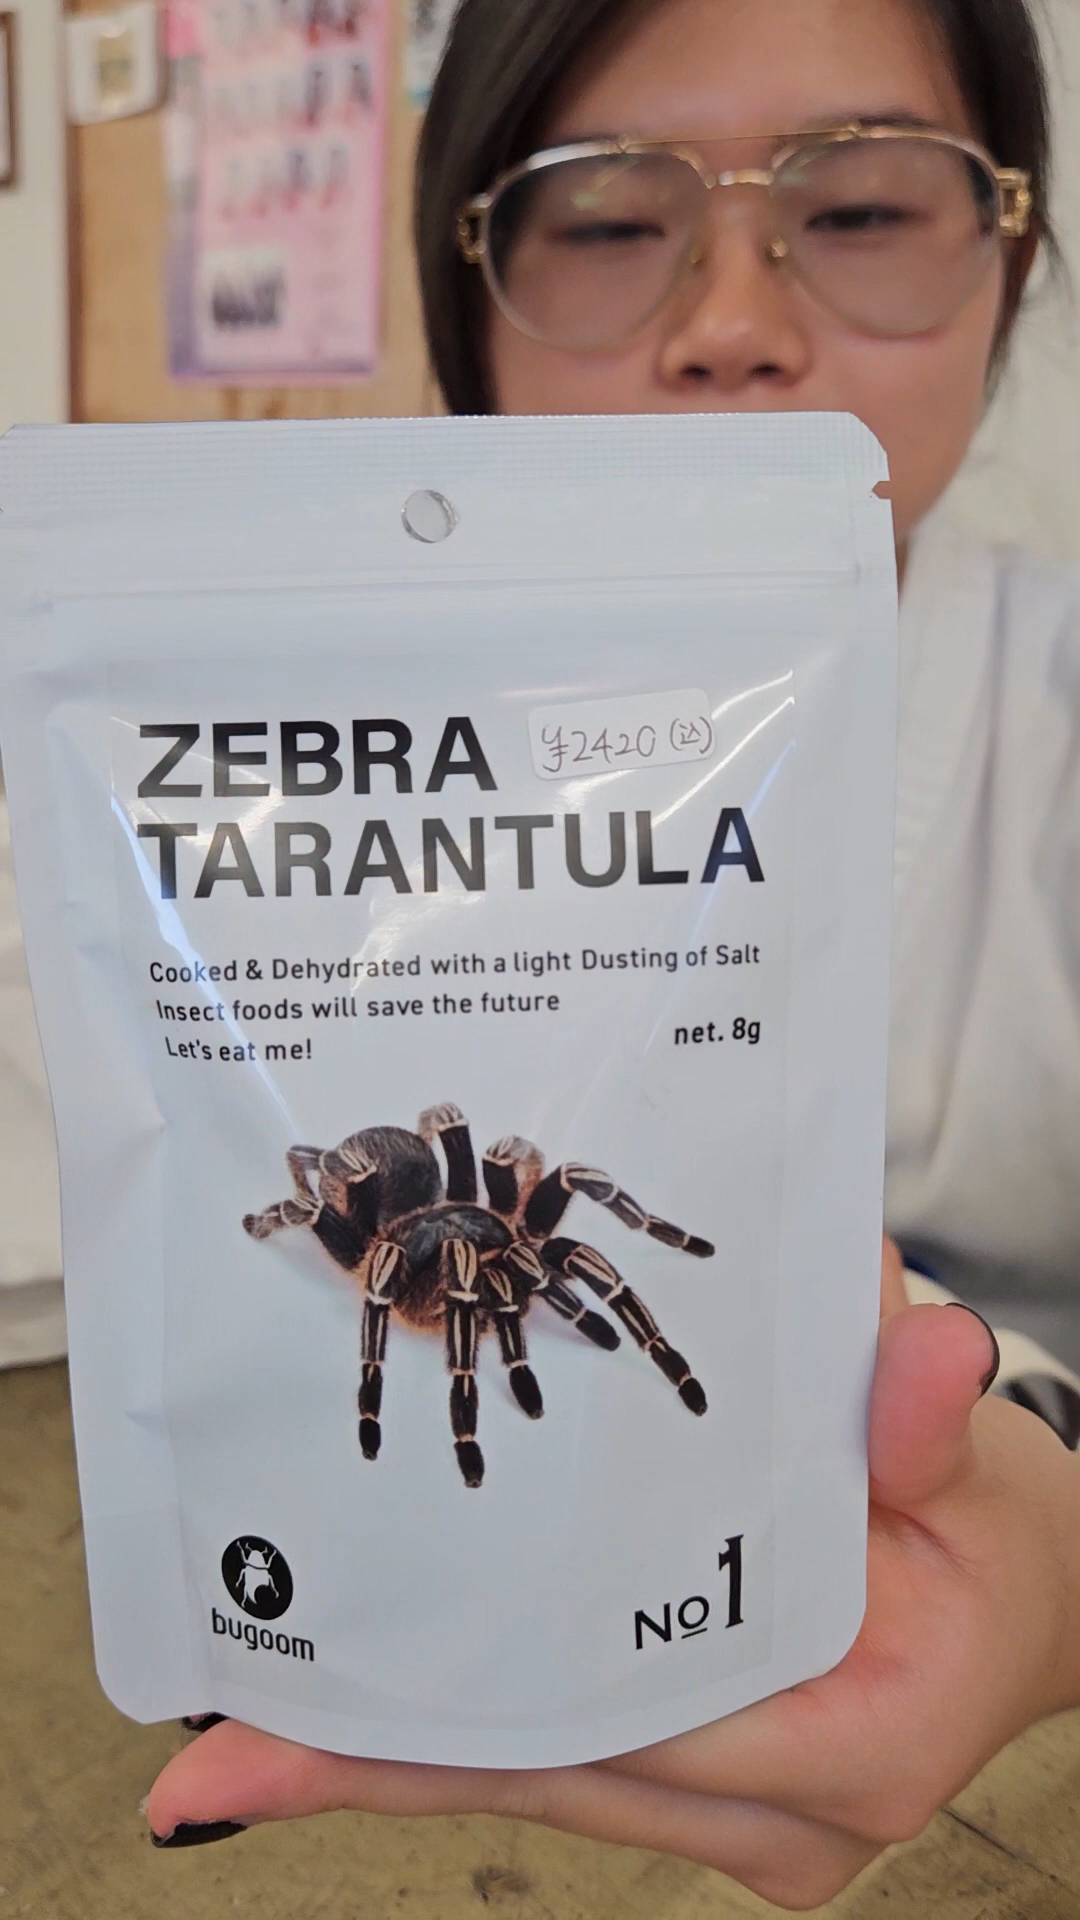 ZEBRA
¥2420(込)
TARANTULA
Cooked & Dehydrated with a light Dusting of Salt
Insect foods will save the future
Let's eat me!
net. 8g
bugoom
No1